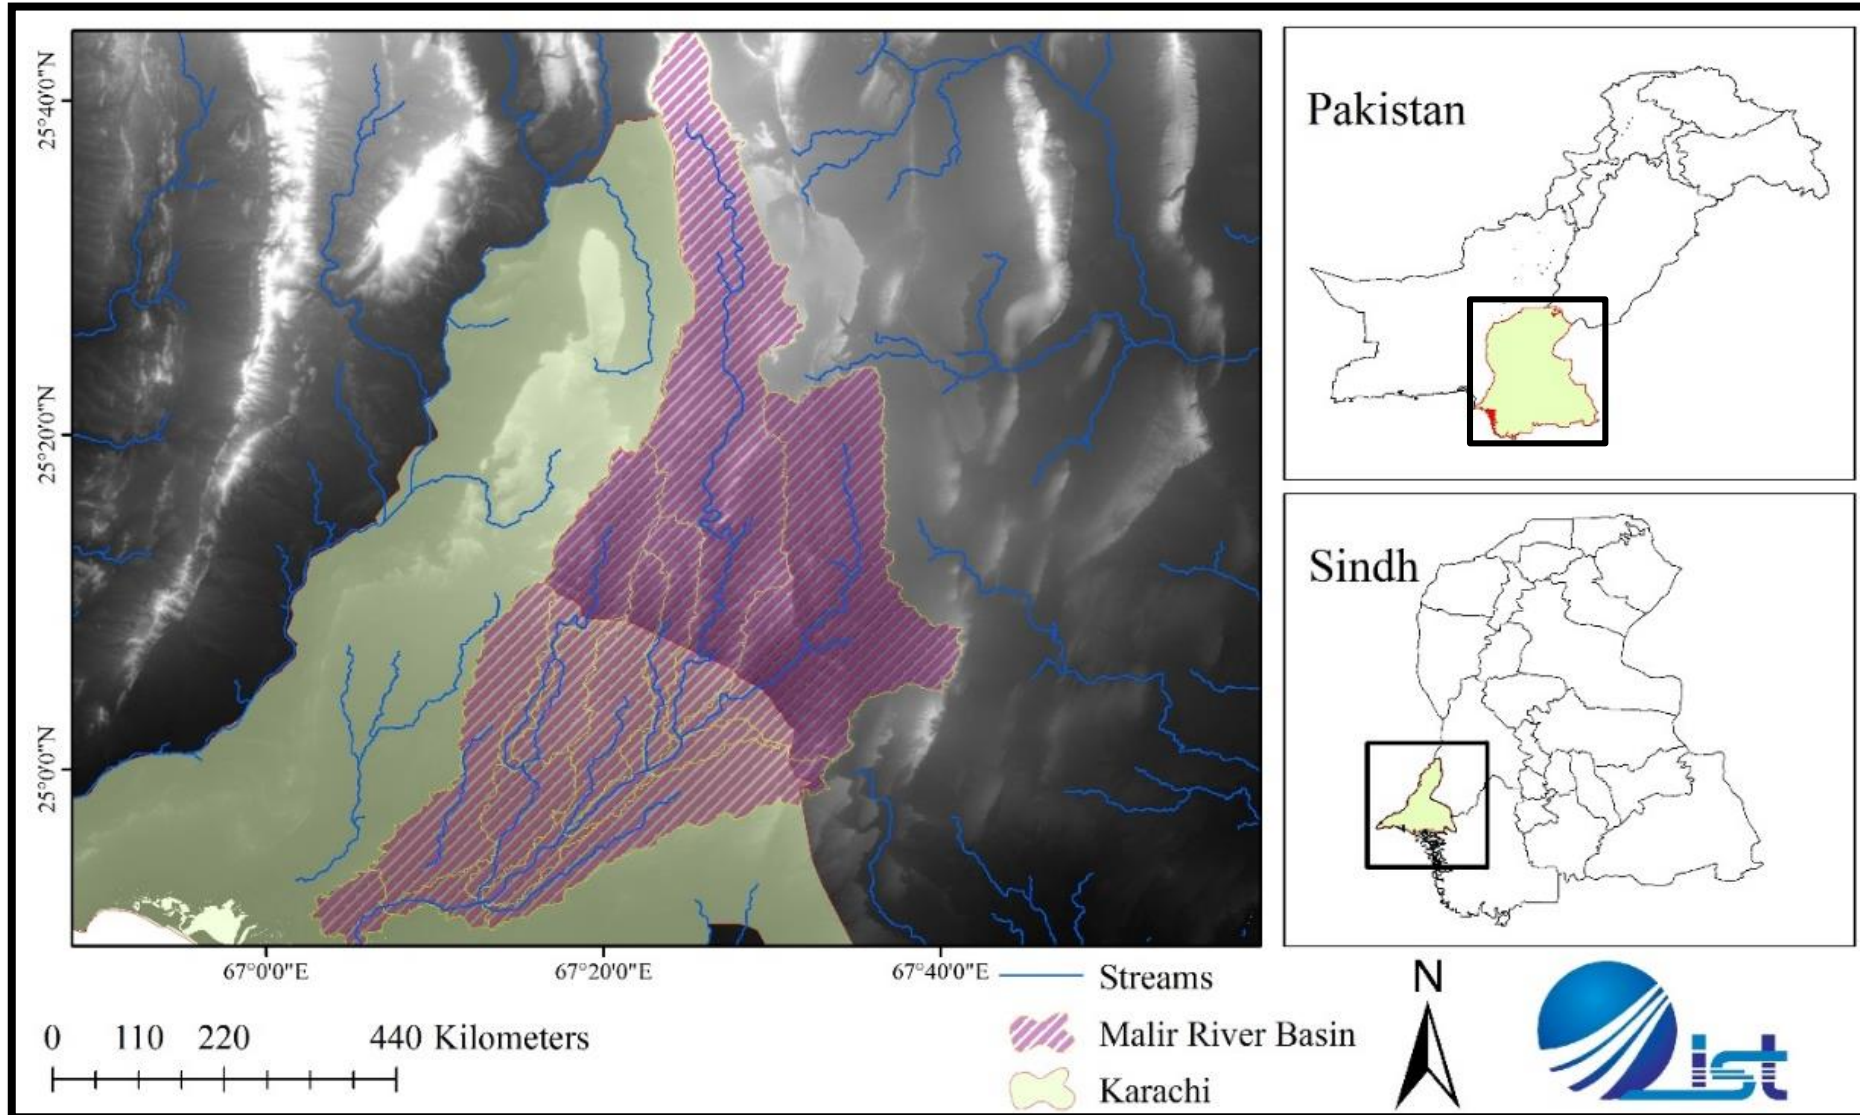 25°40'0"N
25°20'0"N
25°0'0"N
67°0'0"E
67°20'0"E
67°40'0"E
Pakistan
Sindh
0 110 220 440 Kilometers
Streams
Malir River Basin
Karachi
N
ist